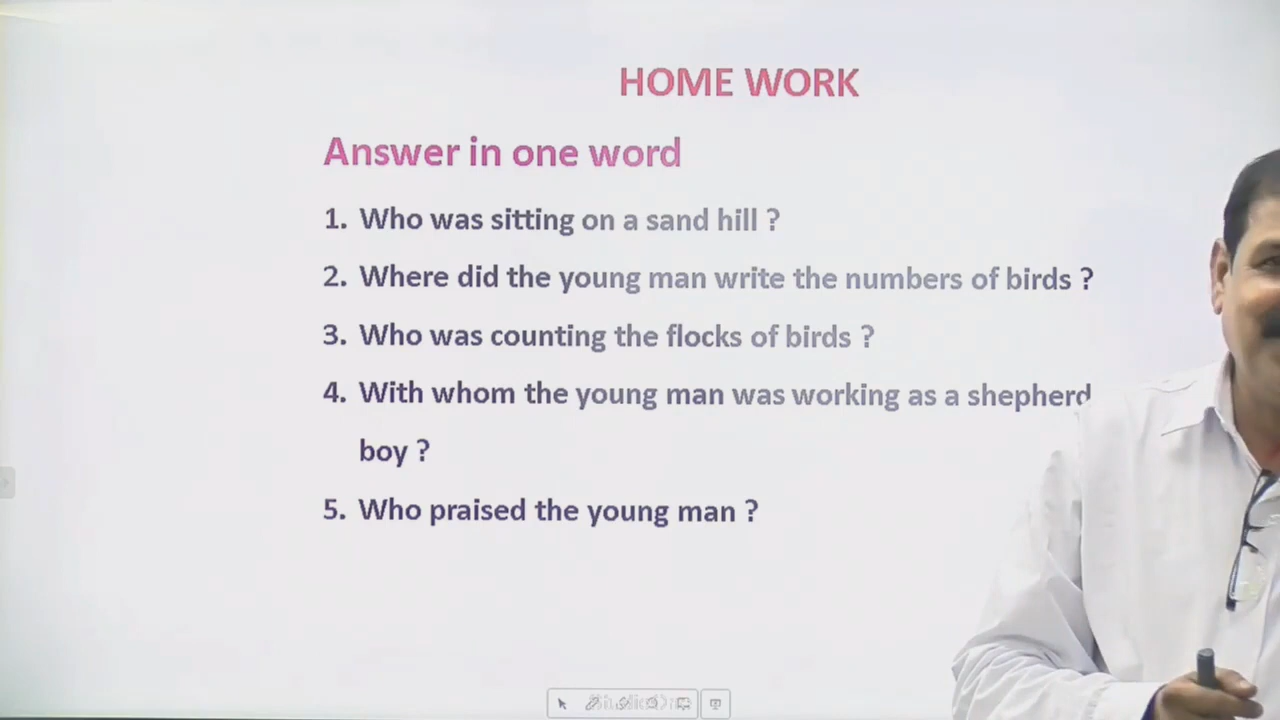 HOME WORK
Answer in one word
1. Who was sitting on a sand hill ?
2. Where did the young man write the numbers of birds ?
3. Who was counting the flocks of birds ?
4. With whom the young man was working as a shepherd
boy ?
5. Who praised the young man ?